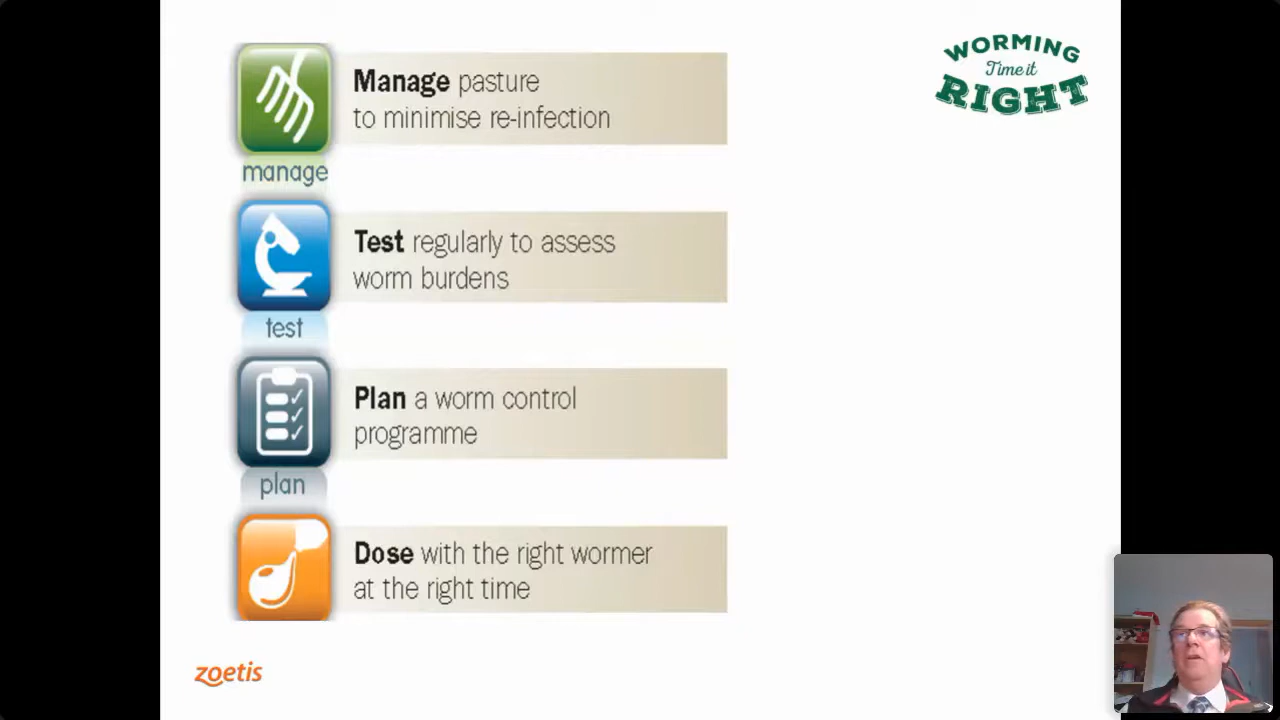 WORMING
Time it
RIGHT
Manage pasture
to minimise re-infection
manage
Test regularly to assess
worm burdens
test
Plan a worm control
programme
plan
Dose with the right wormer
at the right time
zoetis